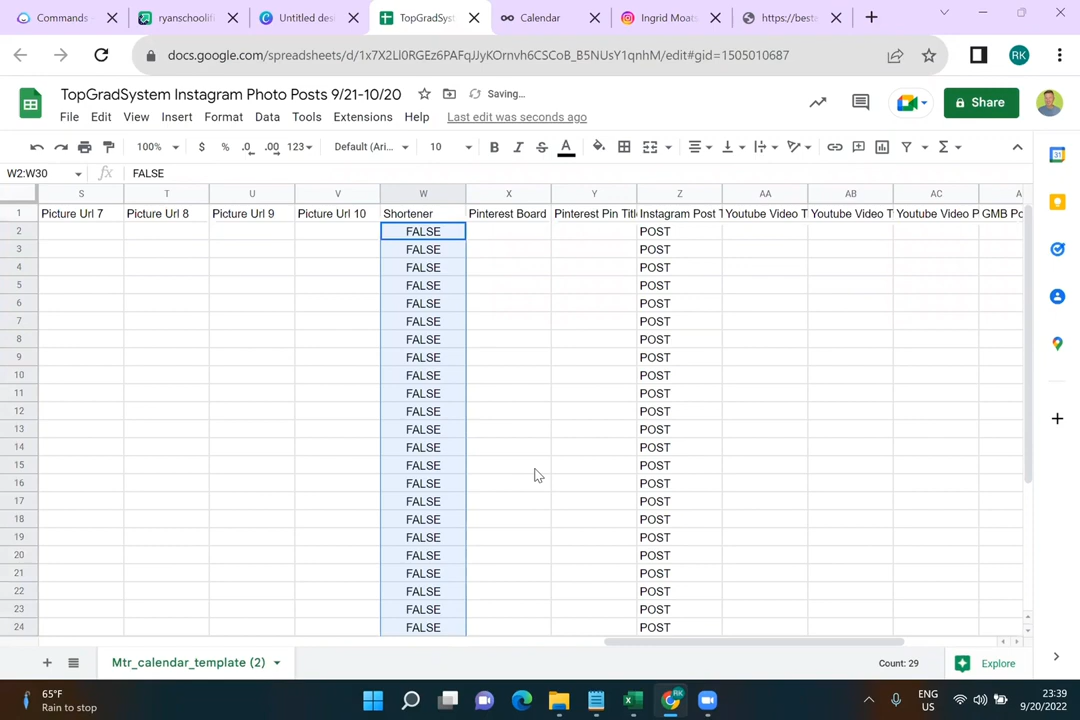 Commands
ryanschoolif
Untitled des
TopGradSyst
Calendar
Ingrid Moats
https://besta
docs.google.com/spreadsheets/d/1x7X2Ll0RGEz6PAFqJJyKOrnvh6CSCoB_B5NUsY1qnhM/edit#gid=1505010687
RK
TopGradSystem Instagram Photo Posts 9/21-10/20
Saving...
File Edit View Insert Format Data Tools Extensions Help Last edit was seconds ago
Share
100% $ % .0 .00 123 Default (Ari... 10 B I S A
W2:W30 fx FALSE
S T U V W X Y Z AA AB AC A
1 Picture Url 7 Picture Url 8 Picture Url 9 Picture Url 10 Shortener Pinterest Board Pinterest Pin Titl Instagram Post T Youtube Video T Youtube Video T Youtube Video P GMB Po
2 FALSE POST
3 FALSE POST
4 FALSE POST
5 FALSE POST
6 FALSE POST
7 FALSE POST
8 FALSE POST
9 FALSE POST
10 FALSE POST
11 FALSE POST
12 FALSE POST
13 FALSE POST
14 FALSE POST
15 FALSE POST
16 FALSE POST
17 FALSE POST
18 FALSE POST
19 FALSE POST
20 FALSE POST
21 FALSE POST
22 FALSE POST
23 FALSE POST
24 FALSE POST
Mtr_calendar_template (2)
Count: 29
Explore
65°F
Rain to stop
RK
ENG
US
23:39
9/20/2022